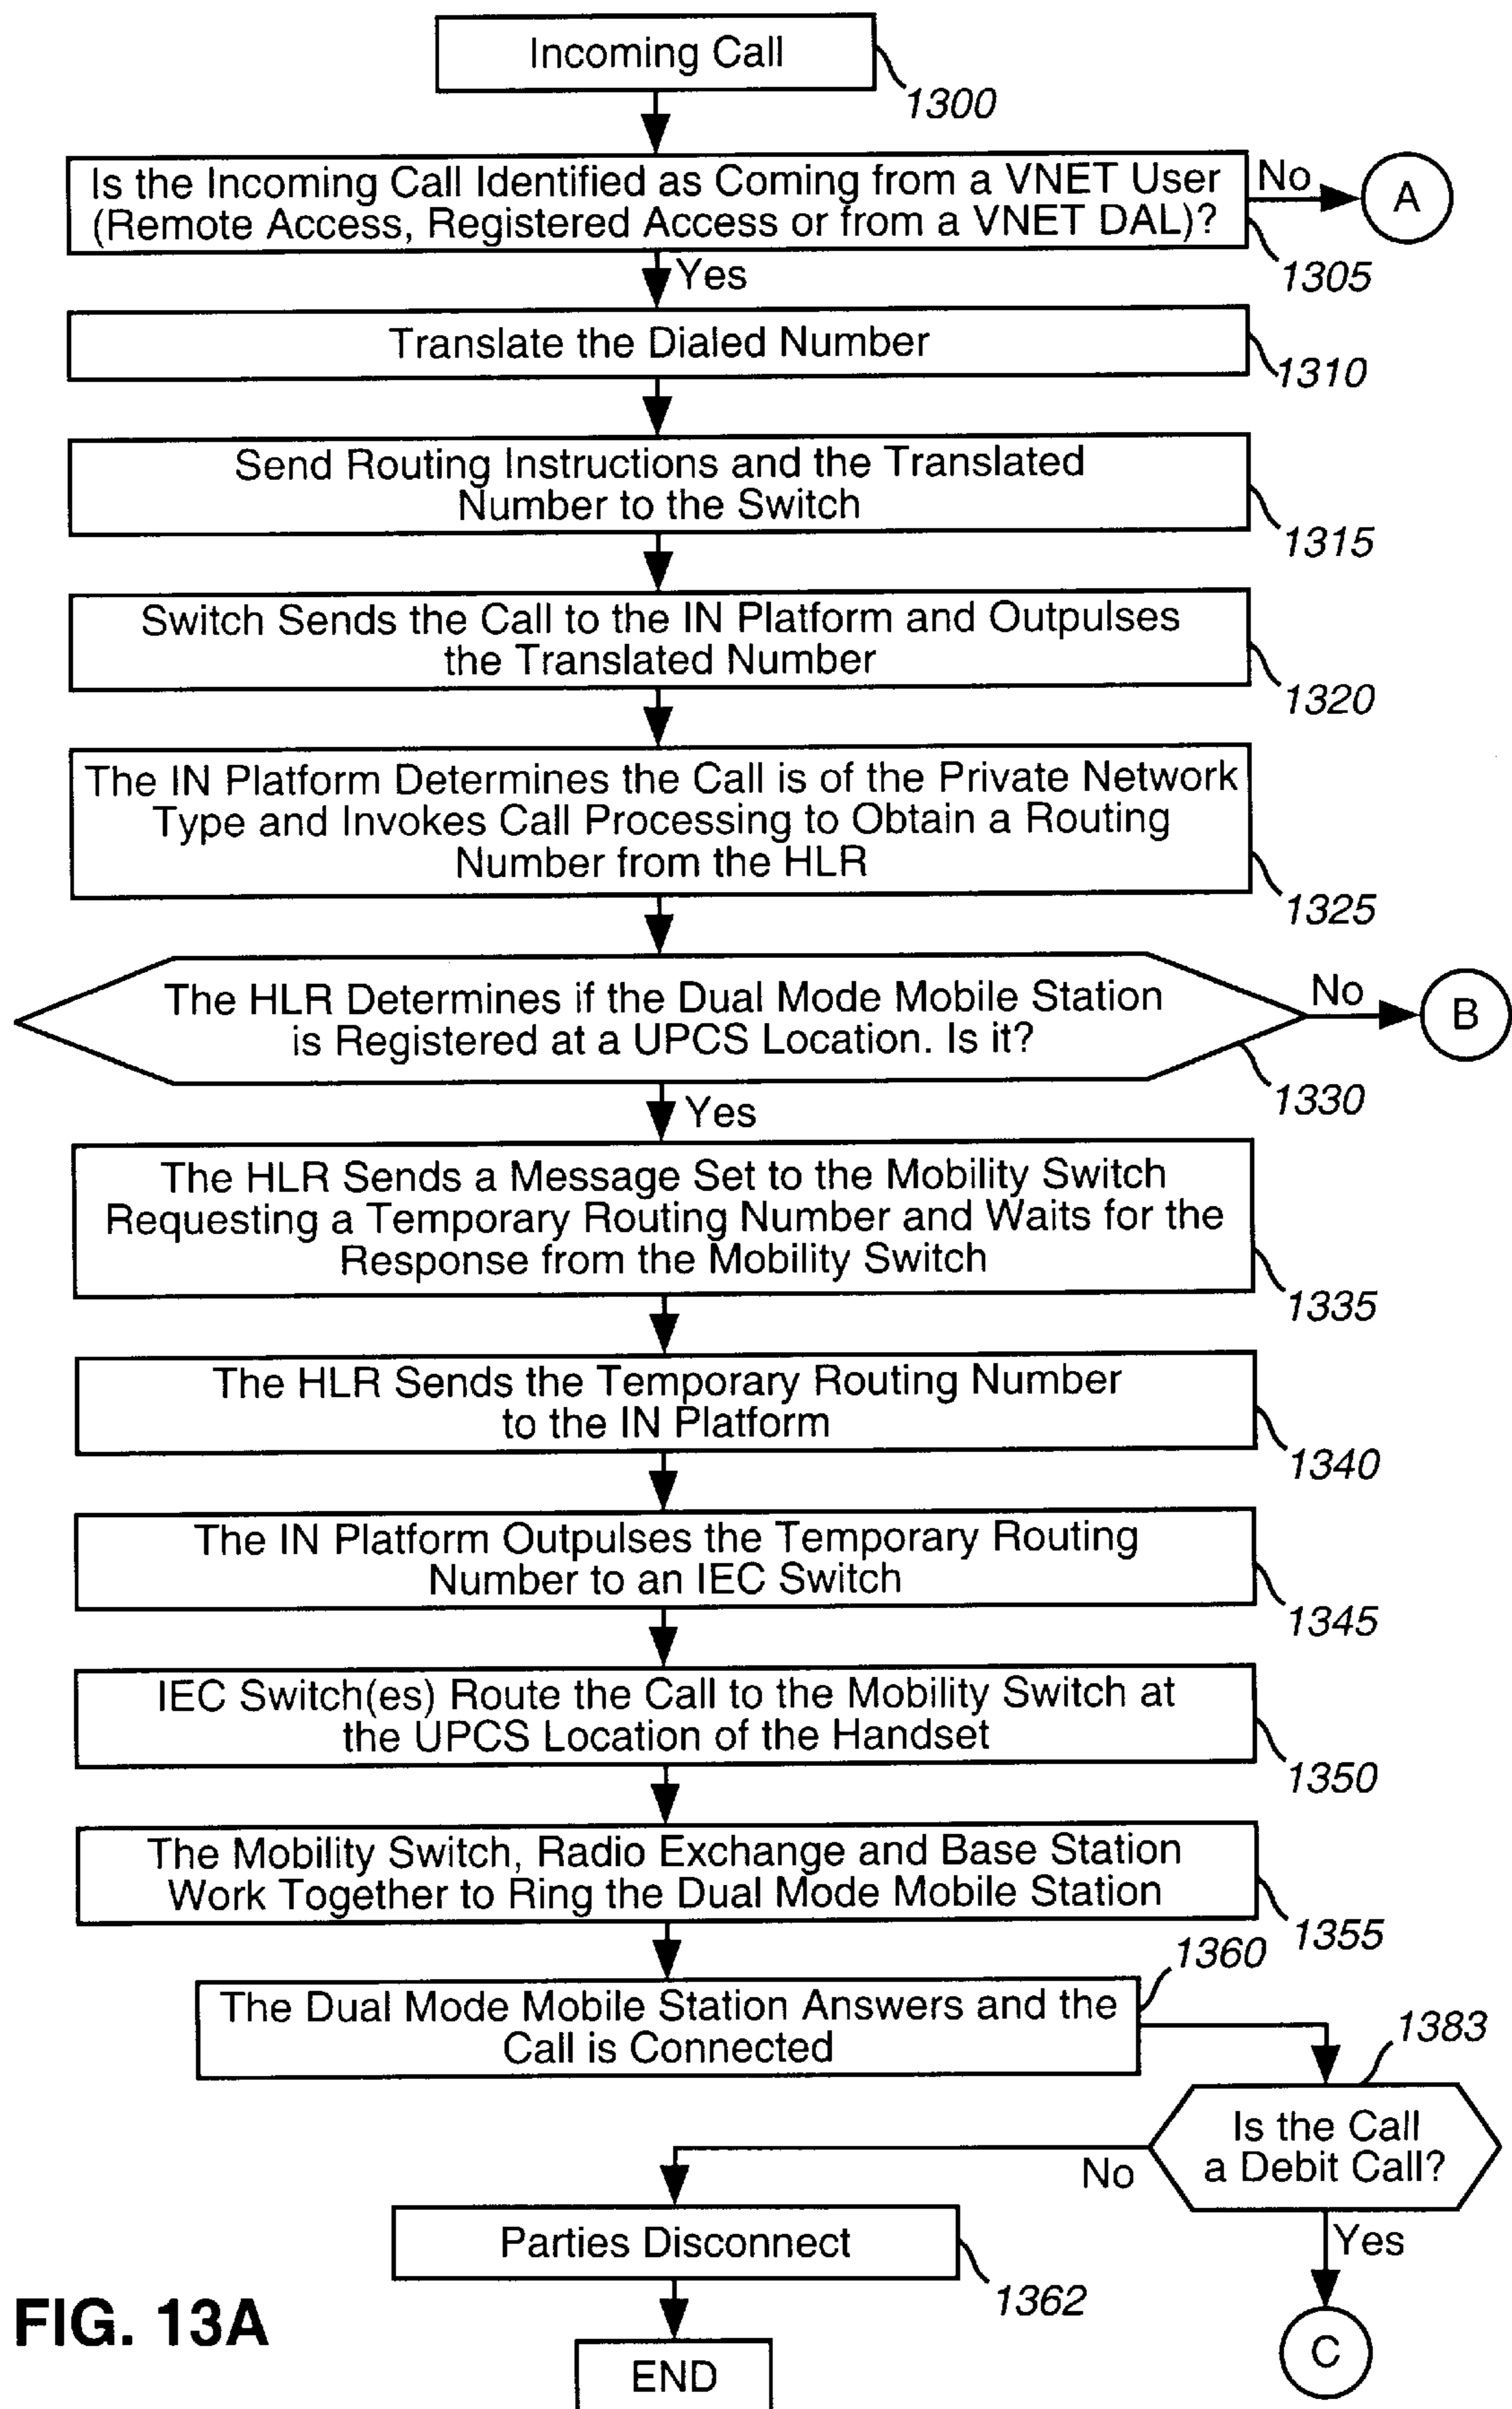 Incoming Call
1300
Is the Incoming Call Identified as Coming from a VNET User
(Remote Access, Registered Access or from a VNET DAL)?
No
A
1305
Yes
Translate the Dialed Number
1310
Send Routing Instructions and the Translated
Number to the Switch
1315
Switch Sends the Call to the IN Platform and Outpulses
the Translated Number
1320
The IN Platform Determines the Call is of the Private Network
Type and Invokes Call Processing to Obtain a Routing
Number from the HLR
1325
The HLR Determines if the Dual Mode Mobile Station
is Registered at a UPCS Location. Is it?
No
B
1330
Yes
The HLR Sends a Message Set to the Mobility Switch
Requesting a Temporary Routing Number and Waits for the
Response from the Mobility Switch
1335
The HLR Sends the Temporary Routing Number
to the IN Platform
1340
The IN Platform Outpulses the Temporary Routing
Number to an IEC Switch
1345
IEC Switch(es) Route the Call to the Mobility Switch at
the UPCS Location of the Handset
1350
The Mobility Switch, Radio Exchange and Base Station
Work Together to Ring the Dual Mode Mobile Station
1355
1360
The Dual Mode Mobile Station Answers and the
Call is Connected
1383
Is the Call
a Debit Call?
No
Yes
Parties Disconnect
1362
C
END
FIG. 13A